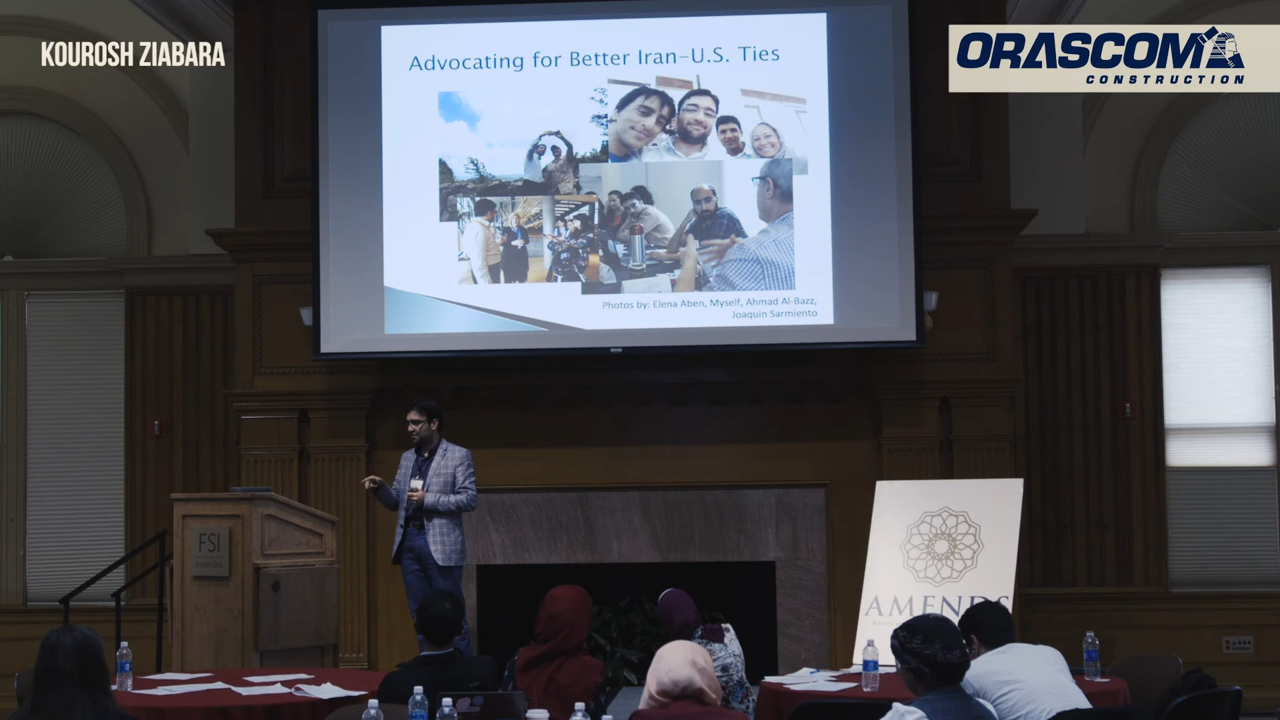 KOUROSH ZIABARA
ORASCOM
CONSTRUCTION
Advocating for Better Iran-U.S. Ties
Photos by: Elena Aben, Myself, Ahmad Al-Bazz,
Joaquin Sarmiento
FSI
AMENDS